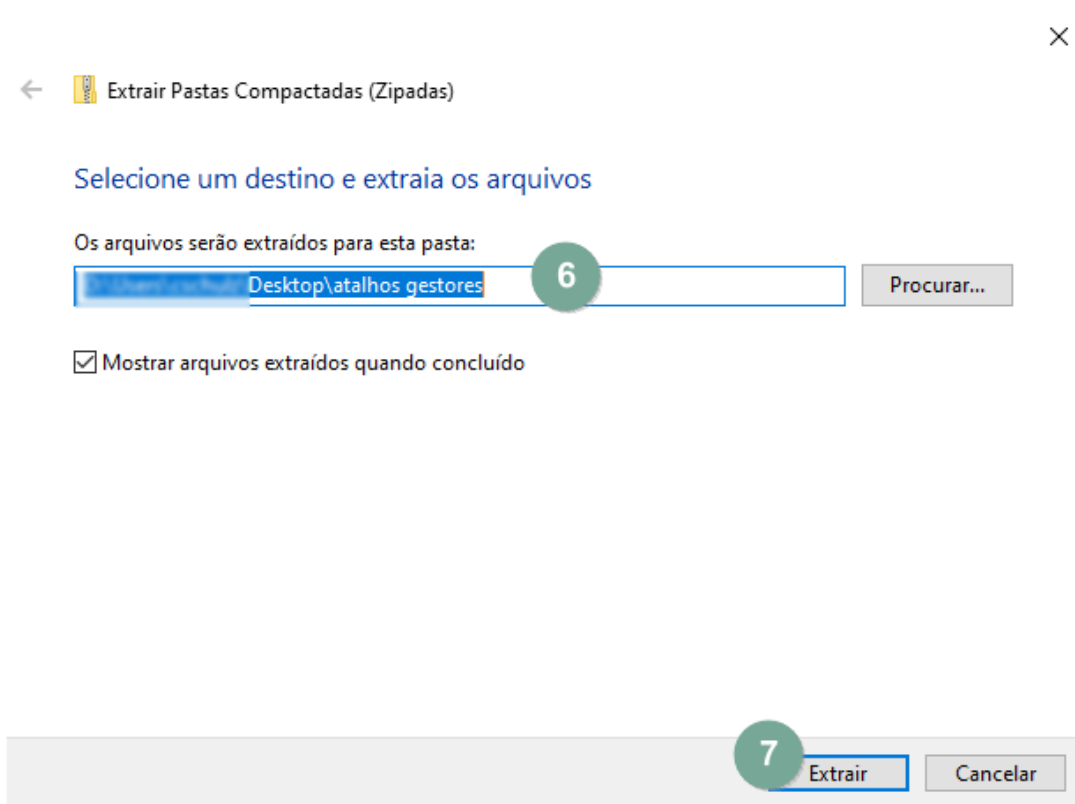 Extrair Pastas Compactadas (Zipadas)
Selecione um destino e extraia os arquivos
Os arquivos serão extraídos para esta pasta:
Desktop\atalhos gestores
6
Procurar...
Mostrar arquivos extraídos quando concluído
7
Extrair
Cancelar